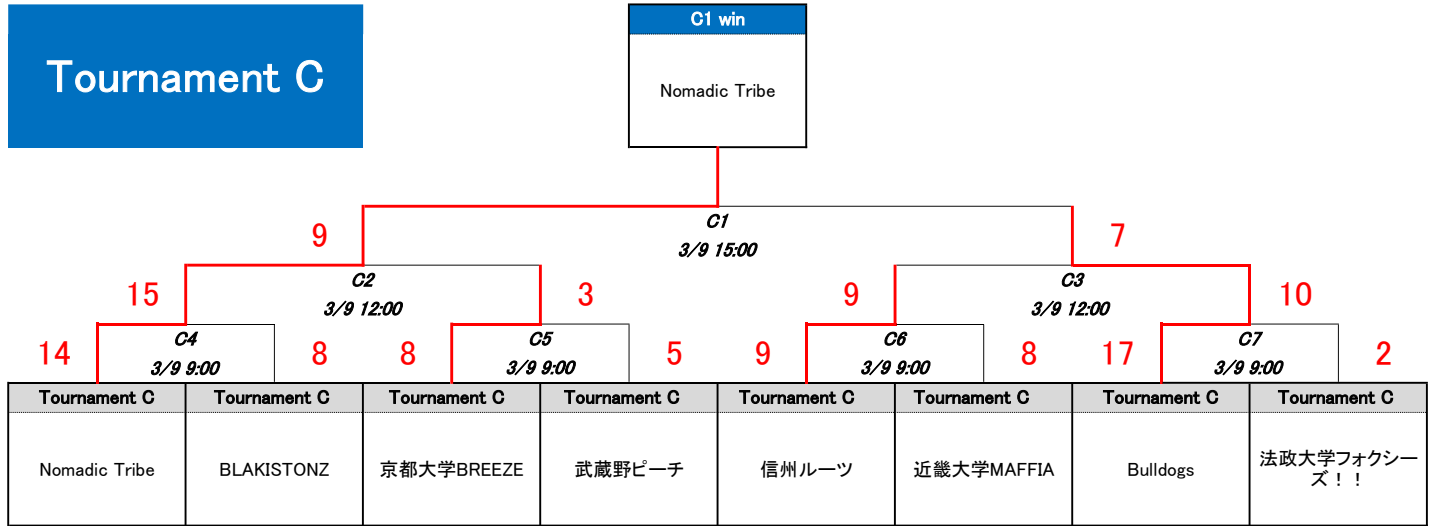 C1 win
Tournament C
Nomadic Tribe
C1
9
7
3/9 15:00
C2
C3
15
3
9
10
3/9 12:00
3/9 12:00
C4
C5
C6
C7
14
8
8
5
9
8
17
2
3/9 9:00
3/9 9:00
3/9 9:00
3/9 9:00
Tournament C
Tournament C
Tournament C
Tournament C
Tournament C
Tournament C
Tournament C
Tournament C
Nomadic Tribe
BLAKISTONZ
京都大学BREEZE
武蔵野ピーチ
信州ルーツ
近畿大学MAFFIA
Bulldogs
法政大学フォクシー
ズ！！